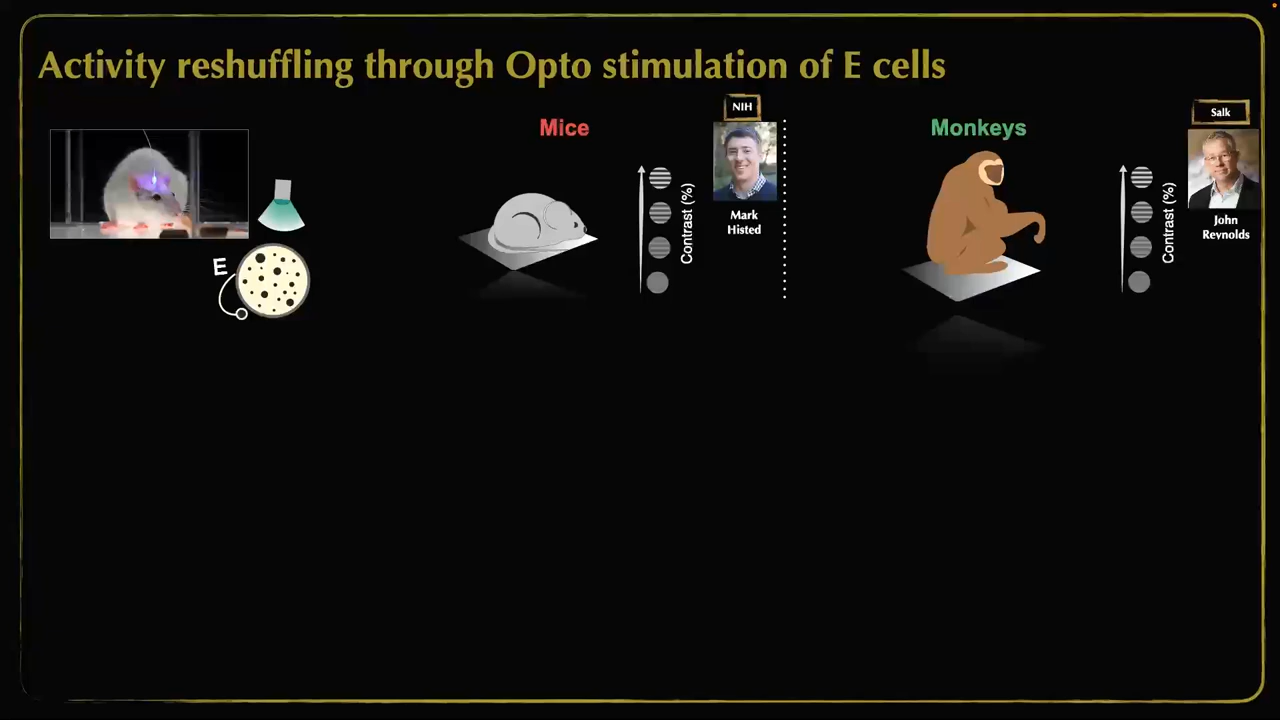 Activity reshuffling through Opto stimulation of E cells
E
Mice
Contrast (%)
NIH
Mark
Histed
Monkeys
Contrast (%)
Salk
John
Reynolds